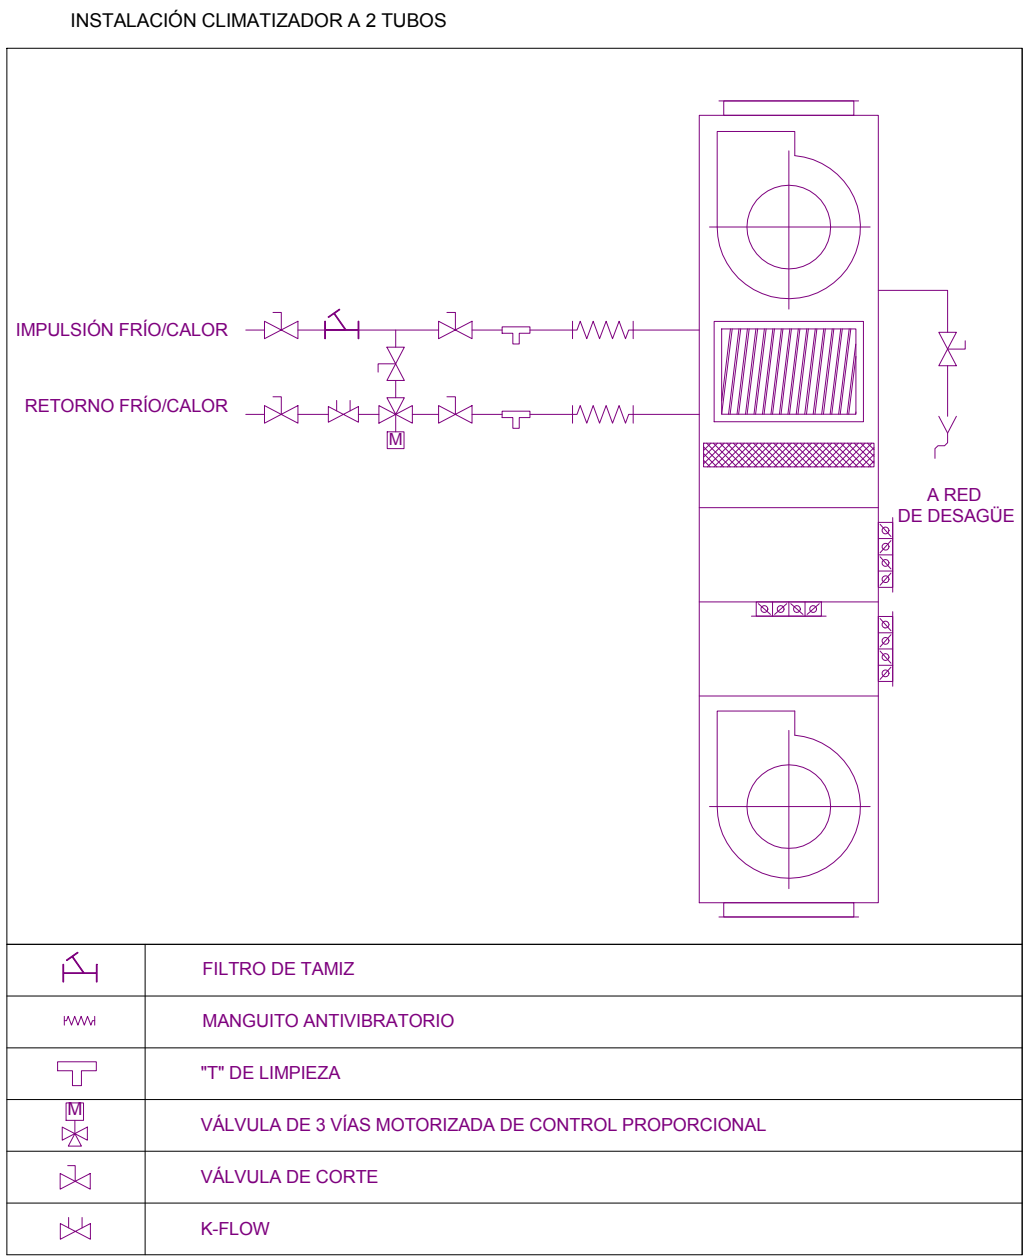 INSTALACIÓN CLIMATIZADOR A 2 TUBOS
IMPULSIÓN FRÍO/CALOR
RETORNO FRÍO/CALOR
M
A RED
DE DESAGÜE
FILTRO DE TAMIZ
MANGUITO ANTIVIBRATORIO
"T" DE LIMPIEZA
M
VÁLVULA DE 3 VÍAS MOTORIZADA DE CONTROL PROPORCIONAL
VÁLVULA DE CORTE
K-FLOW